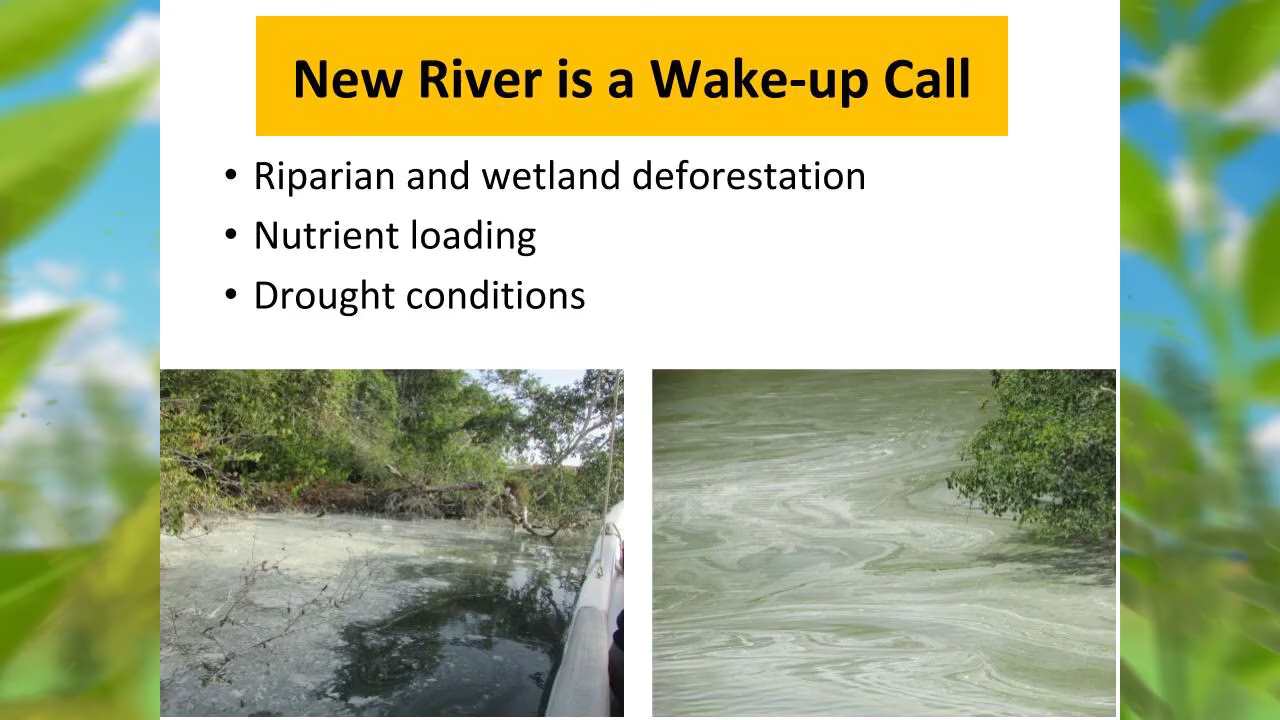 New River is a Wake-up Call
• Riparian and wetland deforestation
• Nutrient loading
• Drought conditions